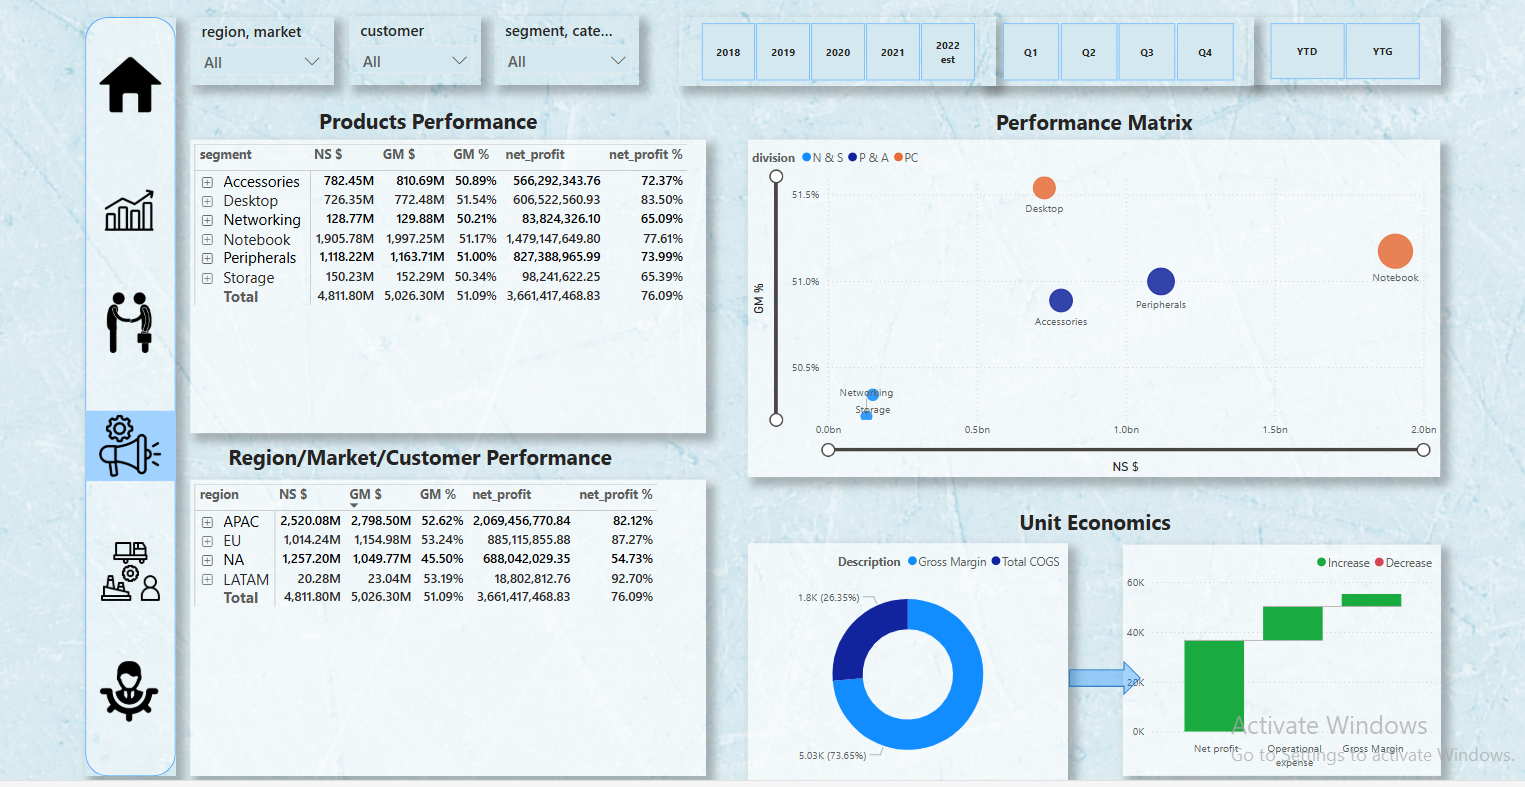 region, market
All
customer
All
segment, cate...
All
2018 2019 2020 2021 2022 est
Q1 Q2 Q3 Q4
YTD YTG
Products Performance
segment NS $ GM $ GM % net_profit net_profit %
Accessories 782.45M 810.69M 50.89% 566,292,343.76 72.37%
Desktop 726.35M 772.48M 51.54% 606,522,560.93 83.50%
Networking 128.77M 129.88M 50.21% 83,824,326.10 65.09%
Notebook 1,905.78M 1,997.25M 51.17% 1,479,147,649.80 77.61%
Peripherals 1,118.22M 1,163.71M 51.00% 827,388,965.99 73.99%
Storage 150.23M 152.29M 50.34% 98,241,622.25 65.39%
Total 4,811.80M 5,026.30M 51.09% 3,661,417,468.83 76.09%
Performance Matrix
division N & S P & A PC
51.5%
Desktop
GM %
51.0%
Notebook
Peripherals
Accessories
50.5%
Networking
Storage
0.0bn 0.5bn 1.0bn 1.5bn 2.0bn
NS $
Region/Market/Customer Performance
region NS $ GM $ GM % net_profit net_profit %
APAC 2,520.08M 2,798.50M 52.62% 2,069,456,770.84 82.12%
EU 1,014.24M 1,154.98M 53.24% 885,115,855.88 87.27%
NA 1,257.20M 1,049.77M 45.50% 688,042,029.35 54.73%
LATAM 20.28M 23.04M 53.19% 18,802,812.76 92.70%
Total 4,811.80M 5,026.30M 51.09% 3,661,417,468.83 76.09%
Unit Economics
Description Gross Margin Total COGS
1.8K (26.35%)
5.03K (73.65%)
Increase Decrease
60K
40K
20K
0K
Net profit Operational expense Gross Margin
Activate Windows
Go to Settings to activate Windows.